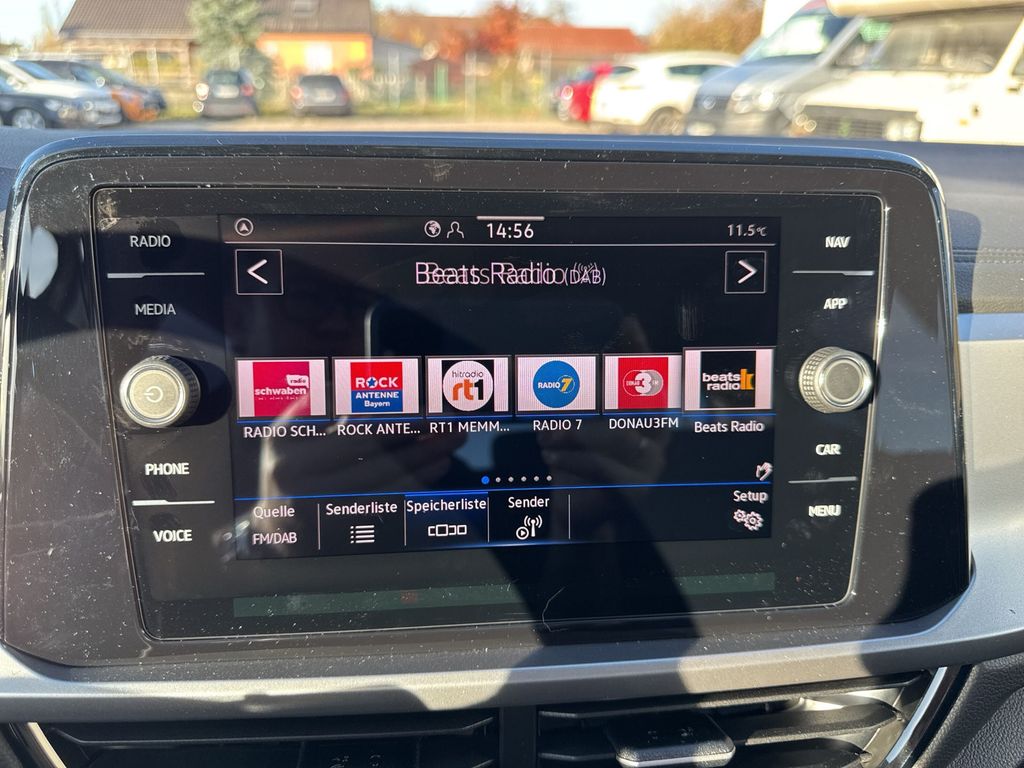 RADIO
MEDIA
PHONE
VOICE
14:56
11.5°C
Beats Radio (DAB)
radio
schwaben
ROCK
ANTENNE
Bayern
hitradio
rt1
RADIO 7
3
beats
radio
RADIO SCH...
ROCK ANTE...
RT1 MEMM...
RADIO 7
DONAU3FM
Beats Radio
Quelle
FM/DAB
Senderliste
Speicherliste
Sender
Setup
NAV
APP
CAR
MENU